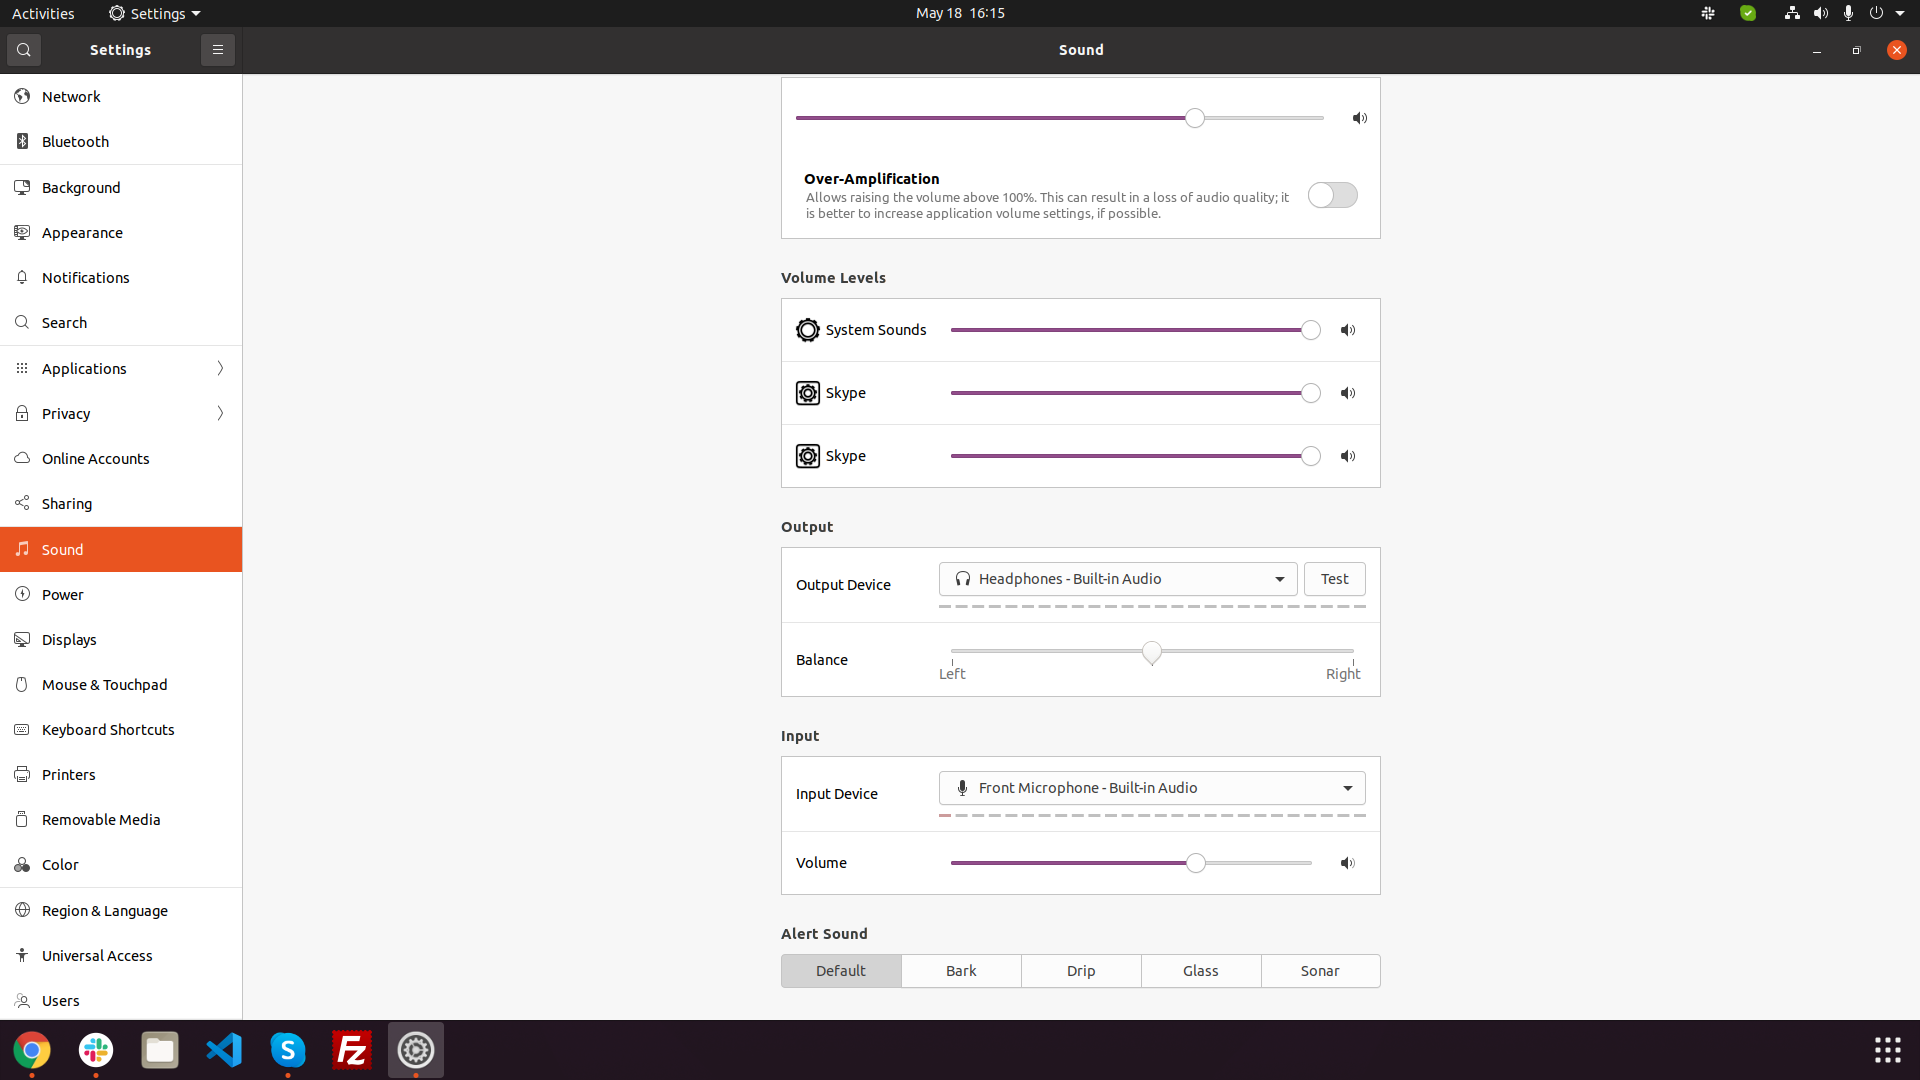 Activities
Settings
May 18 16:15
Settings
Sound
Network
Bluetooth
Background
Appearance
Notifications
Search
Applications
Privacy
Online Accounts
Sharing
Sound
Power
Displays
Mouse & Touchpad
Keyboard Shortcuts
Printers
Removable Media
Color
Region & Language
Universal Access
Users
Over-Amplification
Allows raising the volume above 100%. This can result in a loss of audio quality; it
is better to increase application volume settings, if possible.
Volume Levels
System Sounds
Skype
Skype
Output
Output Device
Headphones - Built-in Audio
Test
Balance
Left
Right
Input
Input Device
Front Microphone - Built-in Audio
Volume
Alert Sound
Default
Bark
Drip
Glass
Sonar
S
Fz